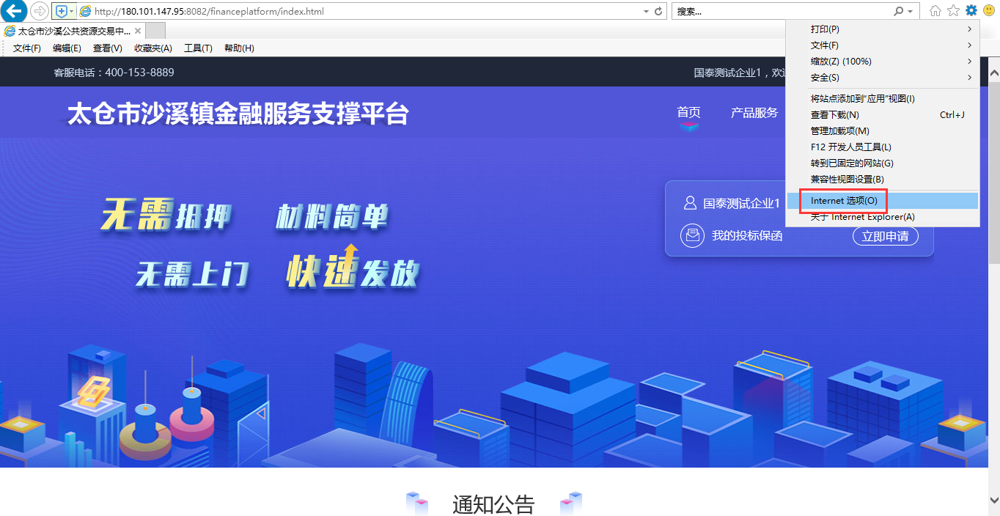 http://180.101.147.95:8082/financeplatform/index.html
搜索...
太仓市沙溪公共资源交易中...
文件(F) 编辑(E) 查看(V) 收藏夹(A) 工具(T) 帮助(H)
打印(P)
文件(F)
缩放(Z) (100%)
安全(S)
将站点添加到“应用”视图(I)
查看下载(N) Ctrl+J
管理加载项(M)
F12 开发人员工具(L)
转到已固定的网站(G)
兼容性视图设置(B)
Internet 选项(O)
关于 Internet Explorer(A)
客服电话：400-153-8889
国泰测试企业1，欢迎
太仓市沙溪镇金融服务支撑平台
首页 产品服务
无需抵押 材料简单
无需上门 快速发放
国泰测试企业1
我的投标保函 立即申请
通知公告